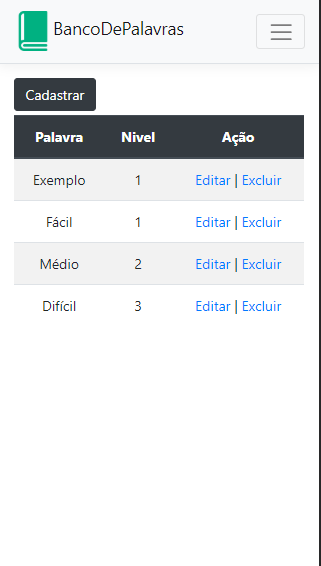 BancoDePalavras
Cadastrar
Palavra Nivel Ação
Exemplo 1 Editar | Excluir
Fácil 1 Editar | Excluir
Médio 2 Editar | Excluir
Difícil 3 Editar | Excluir